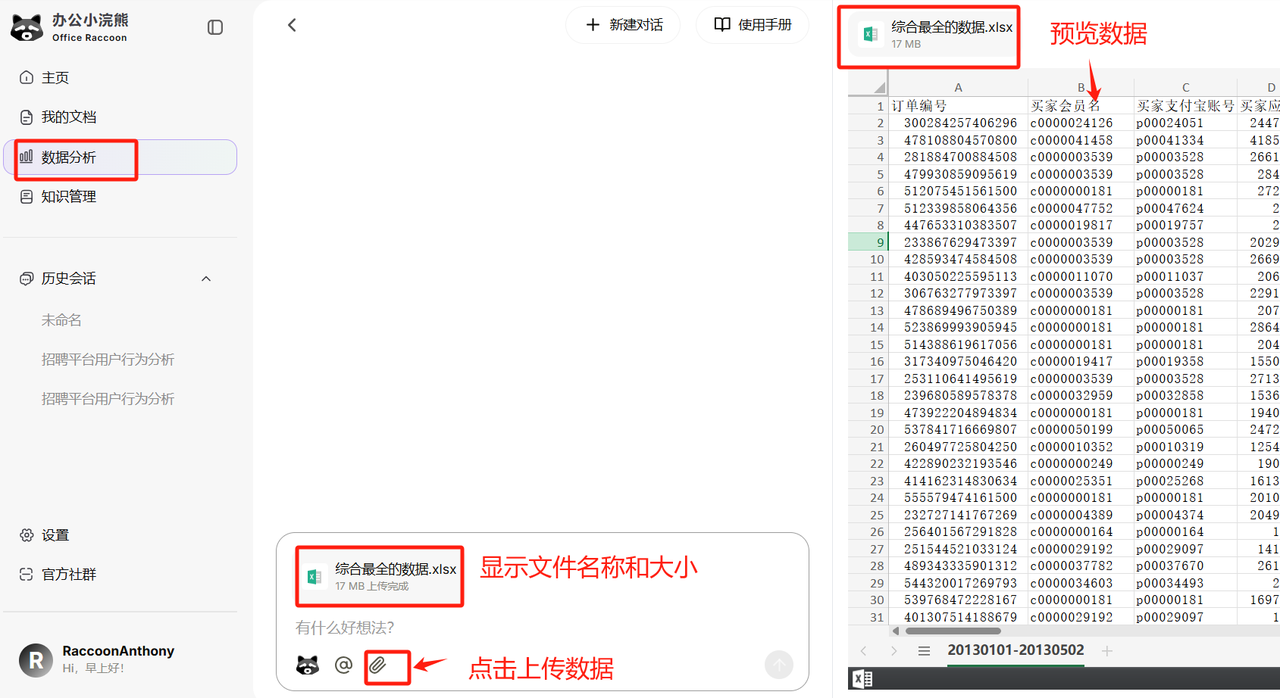 办公小浣熊
Office Raccoon
主页
我的文档
数据分析
知识管理
历史会话
未命名
招聘平台用户行为分析
招聘平台用户行为分析
设置
官方社群
R
RaccoonAnthony
Hi，早上好！
新建对话
使用手册
综合最全的数据.xlsx
17 MB 上传完成
显示文件名称和大小
有什么好想法？
点击上传数据
综合最全的数据.xlsx
17 MB
预览数据
A B C D
1 订单编号 买家会员名 买家支付宝账号 买家应
2 300284257406296 c0000024126 p00024051 2447
3 478108804570800 c0000041458 p00041334 4185
4 281884700884508 c0000003539 p00003528 2661
5 479930859095619 c0000003539 p00003528 284
6 512075451561500 c0000000181 p00000181 272
7 512339858064356 c0000047752 p00047624 2
8 447653310383507 c0000019817 p00019757 2
9 233867629473397 c0000003539 p00003528 2029
10 428593474584508 c0000003539 p00003528 2669
11 403050225595113 c0000011070 p00011037 206
12 306763277973397 c0000003539 p00003528 2291
13 478689496750389 c0000000181 p00000181 207
14 523869993905945 c0000000181 p00000181 2864
15 514388619617056 c0000000181 p00000181 204
16 317340975046420 c0000019417 p00019358 1550
17 253110641495619 c0000003539 p00003528 2713
18 239680589578378 c0000032959 p00032858 1536
19 473922204894834 c0000000181 p00000181 1940
20 537841716669807 c0000050199 p00050065 2472
21 260497725804250 c0000010352 p00010319 1254
22 422890232193546 c0000000249 p00000249 190
23 414162314830634 c0000025351 p00025268 1613
24 555579474161500 c0000000181 p00000181 2010
25 232727141767269 c0000004389 p00004374 2049
26 256401567291828 c0000000164 p00000164 1
27 251544521033124 c0000029192 p00029097 141
28 489343335901312 c0000037782 p00037670 261
29 544320017269793 c0000034603 p00034493 2
30 539768472228167 c0000000181 p00000181 1697
31 401307514188679 c0000029192 p00029097 1
20130101-20130502